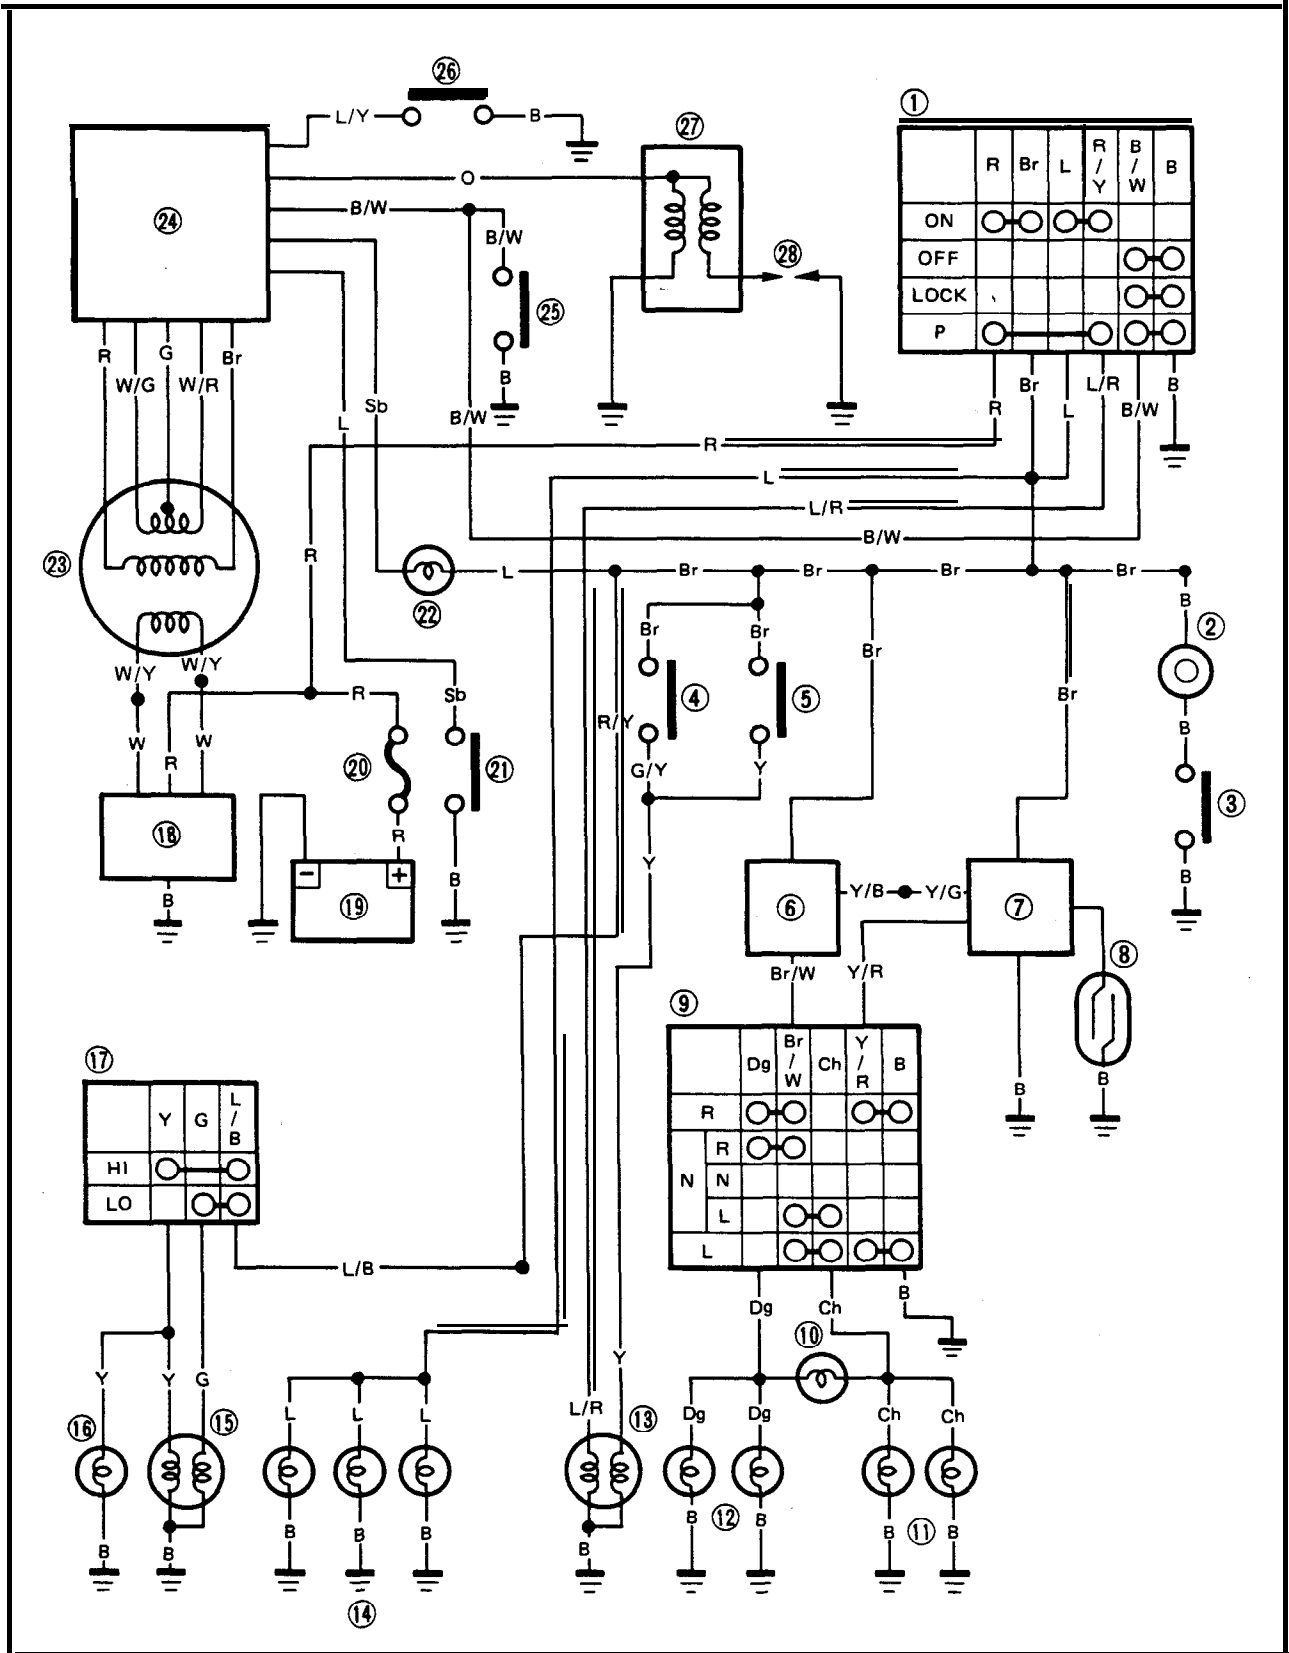 26
L/Y B
1
27
R Br L R/Y B/W B
O
24
ON
B/W
B/W
28
OFF
25
LOCK
P
R W/G G W/R Br
B
Sb
L
B/W
R Br L L/R B/W B
R
L
L/R
B/W
23
R
L Br Br Br Br
22
B
2
Br Br
Br
W/Y W/Y
R
Sb
R/Y
4
5
Br
B
W R W
20
21
G/Y Y
3
18
R
Y
B
B
- +
19
B
6
Y/B Y/G
7
B
Br/W Y/R
8
9
17
Dg Br/W Ch Y/R B
B
B
Y G L/B
R
HI
LO
N
R
N
L
L
L/B
Dg Ch B
10
Y Y G
Y
16
15
L L L
L/R
13
Dg Dg
Ch Ch
B
B
B B B
B
B
12
B
B
11
B
14